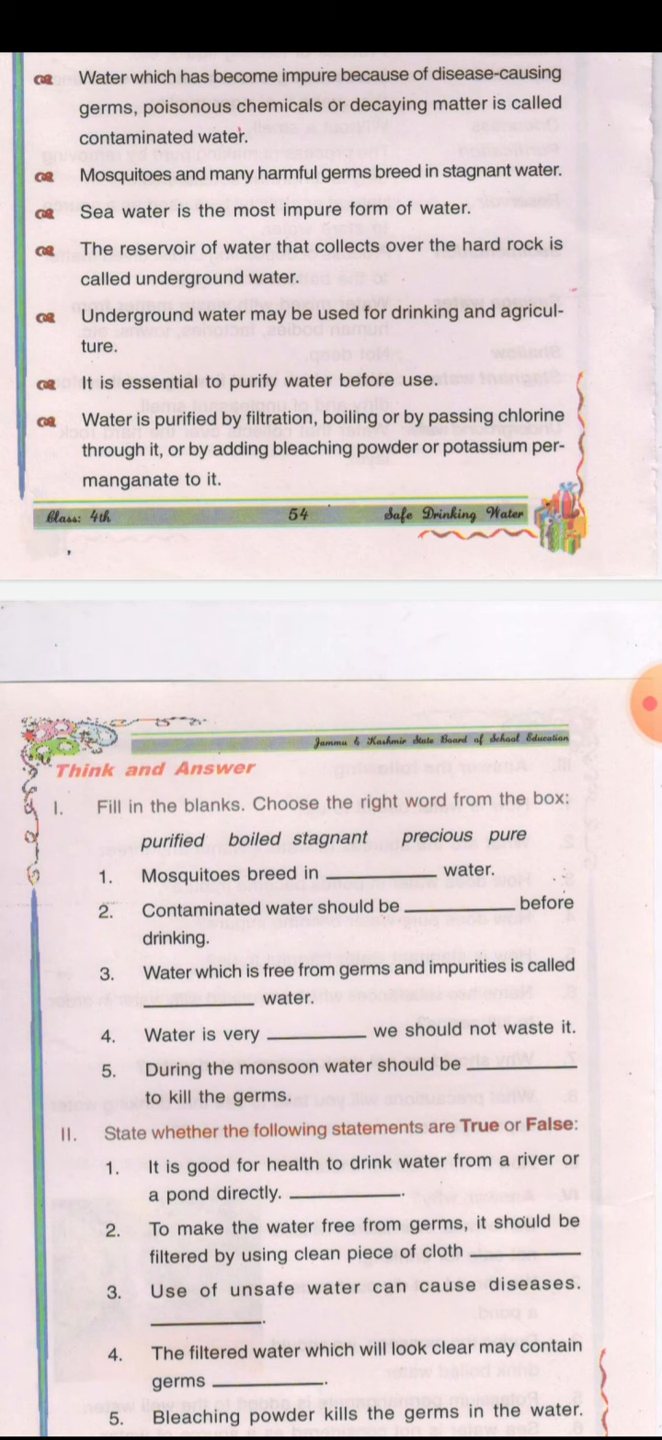 Water which has become impure because of disease-causing
germs, poisonous chemicals or decaying matter is called
contaminated water.
Mosquitoes and many harmful germs breed in stagnant water.
Sea water is the most impure form of water.
The reservoir of water that collects over the hard rock is
called underground water.
Underground water may be used for drinking and agricul-
ture.
It is essential to purify water before use.
Water is purified by filtration, boiling or by passing chlorine
through it, or by adding bleaching powder or potassium per-
manganate to it.
Class: 4th 54 Safe Drinking Water
Jammu & Kashmir State Board of School Education
Think and Answer
I. Fill in the blanks. Choose the right word from the box:
purified boiled stagnant precious pure
1. Mosquitoes breed in __________ water.
2. Contaminated water should be __________ before
drinking.
3. Water which is free from germs and impurities is called
__________ water.
4. Water is very __________ we should not waste it.
5. During the monsoon water should be __________
to kill the germs.
II. State whether the following statements are True or False:
1. It is good for health to drink water from a river or
a pond directly. __________.
2. To make the water free from germs, it should be
filtered by using clean piece of cloth __________
3. Use of unsafe water can cause diseases.
__________.
4. The filtered water which will look clear may contain
germs __________.
5. Bleaching powder kills the germs in the water.